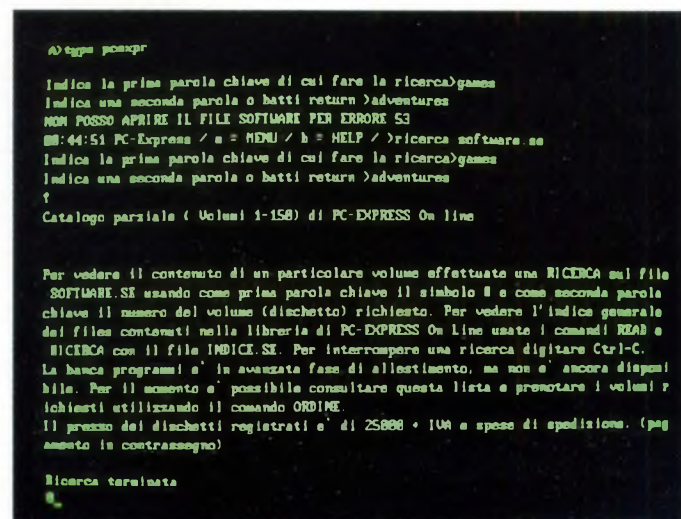 A>type pcexpr
Indica la prima parola chiave di cui fare la ricerca>games
Indica una seconda parola o batti return >adventures
NON POSSO APRIRE IL FILE SOFTWARE PER ERRORE 53
00:44:51 PC-Express / a = MENU / h = HELP / >ricerca software.se
Indica la prima parola chiave di cui fare la ricerca>games
Indica una seconda parola o batti return >adventures
f
Catalogo parziale ( Volumi 1-150) di PC-EXPRESS On line
Per vedere il contenuto di un particolare volume effettuate una RICERCA sul file
SOFTWARE.SE usando come prima parola chiave il simbolo # e come seconda parola
chiave il numero del volume (dischetto) richiesto. Per vedere l'indice generale
dei files contenuti nella libreria di PC-EXPRESS On Line usate i comandi READ e
RICERCA con il file INDICE.SE. Per interrompere una ricerca digitare Ctrl-C.
La banca programmi e' in avanzata fase di allestimento, ma non e' ancora disponi
bile. Per il momento e' possibile consultare questa lista e prenotare i volumi r
ichiesti utilizzando il comando ORDINE.
Il prezzo dei dischetti registrati e' di 25000 + IVA e spese di spedizione. (pag
amento in contrassegno)
Ricerca terminata